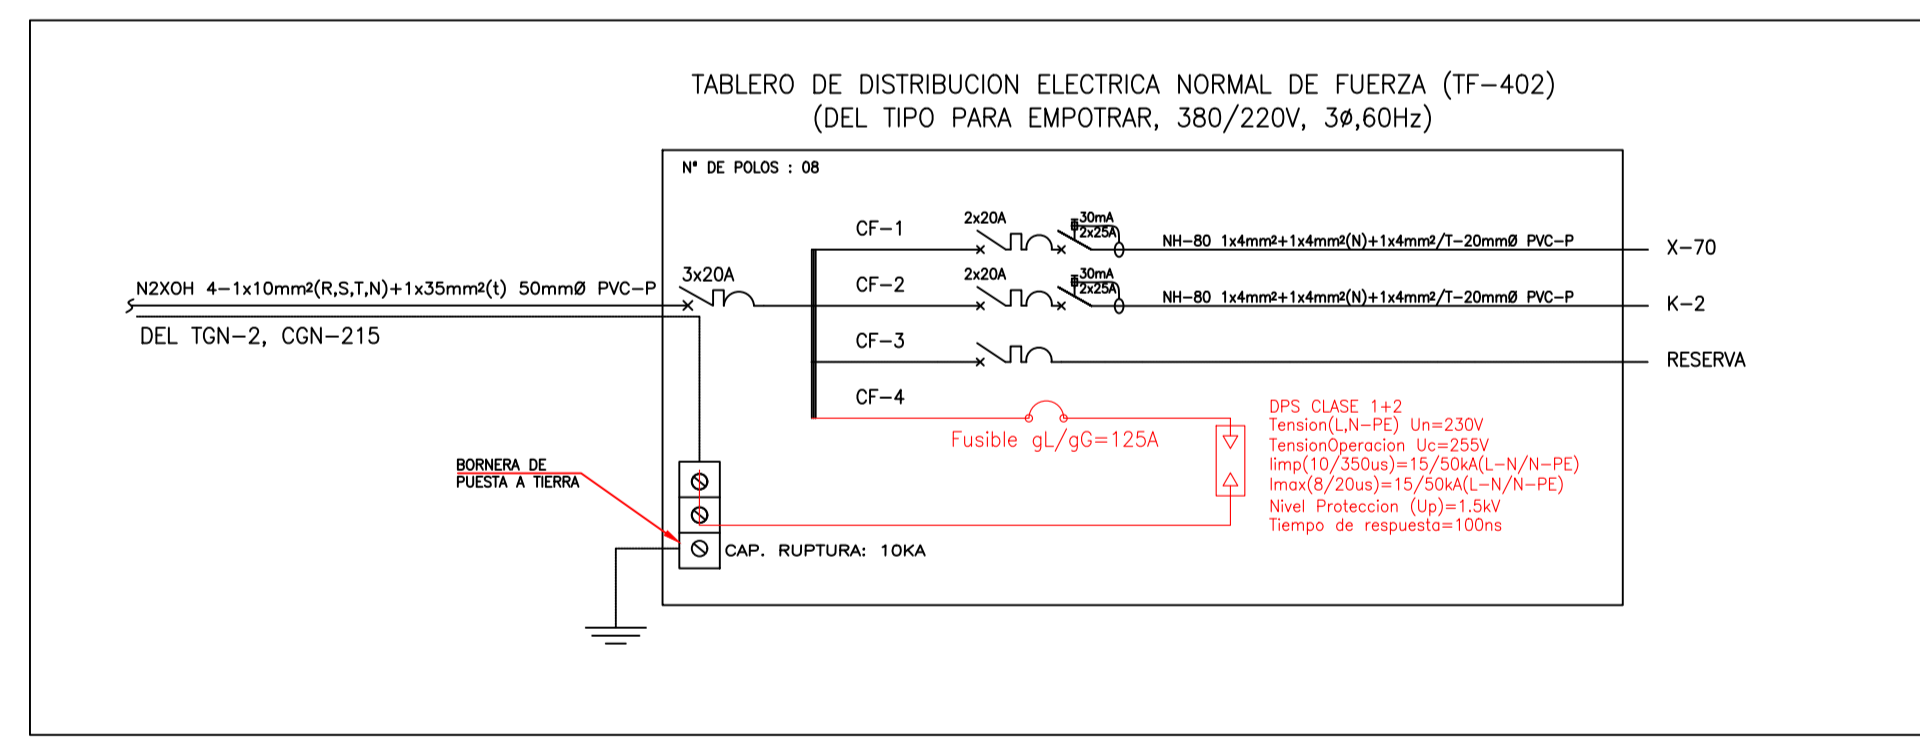 TABLERO DE DISTRIBUCION ELECTRICA NORMAL DE FUERZA (TF-402)
(DEL TIPO PARA EMPOTRAR, 380/220V, 3ø,60Hz)
N° DE POLOS : 08
CF-1
2x20A
30mA
2x25A
NH-80 1x4mm²+1x4mm²(N)+1x4mm²/T-20mmØ PVC-P
X-70
N2XOH 4-1x10mm²(R,S,T,N)+1x35mm²(t) 50mmØ PVC-P
DEL TGN-2, CGN-215
3x20A
CF-2
2x20A
30mA
2x25A
NH-80 1x4mm²+1x4mm²(N)+1x4mm²/T-20mmØ PVC-P
K-2
CF-3
RESERVA
CF-4
Fusible gL/gG=125A
DPS CLASE 1+2
Tension(L,N-PE) Un=230V
TensionOperacion Uc=255V
Iimp(10/350us)=15/50kA(L-N/N-PE)
Imax(8/20us)=15/50kA(L-N/N-PE)
Nivel Proteccion (Up)=1.5kV
Tiempo de respuesta=100ns
BORNERA DE
PUESTA A TIERRA
CAP. RUPTURA: 10KA